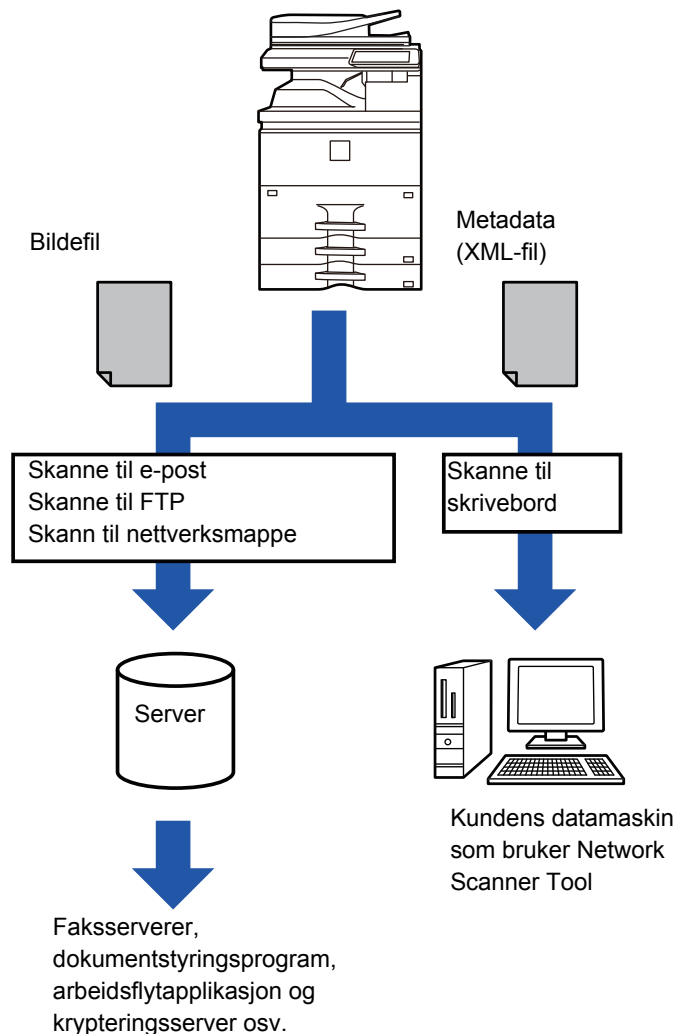 Bildefil
Metadata
(XML-fil)
Skanne til e-post
Skanne til FTP
Skann til nettverksmappe
Skanne til
skrivebord
Server
Kundens datamaskin
som bruker Network
Scanner Tool
Faksserverer,
dokumentstyringsprogram,
arbeidsflytapplikasjon og
krypteringsserver osv.